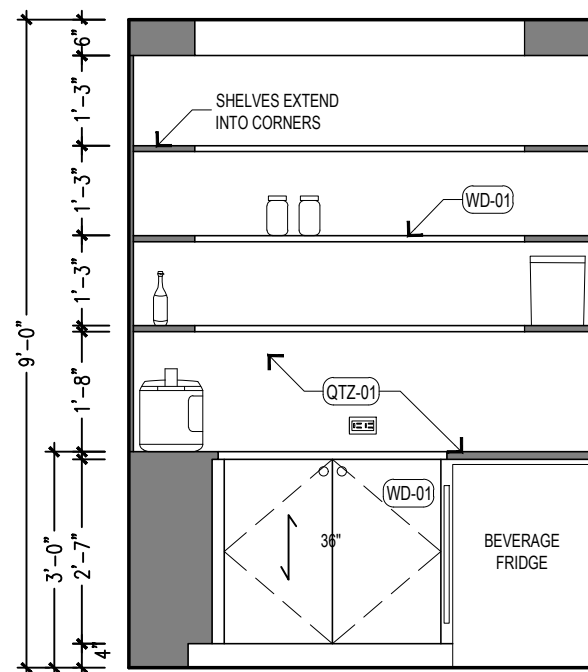 6"
1'-3"
SHELVES EXTEND
INTO CORNERS
1'-3"
WD-01
1'-3"
9'-0"
1'-8"
QTZ-01
WD-01
3'-0"
2'-7"
36"
BEVERAGE
FRIDGE
4"